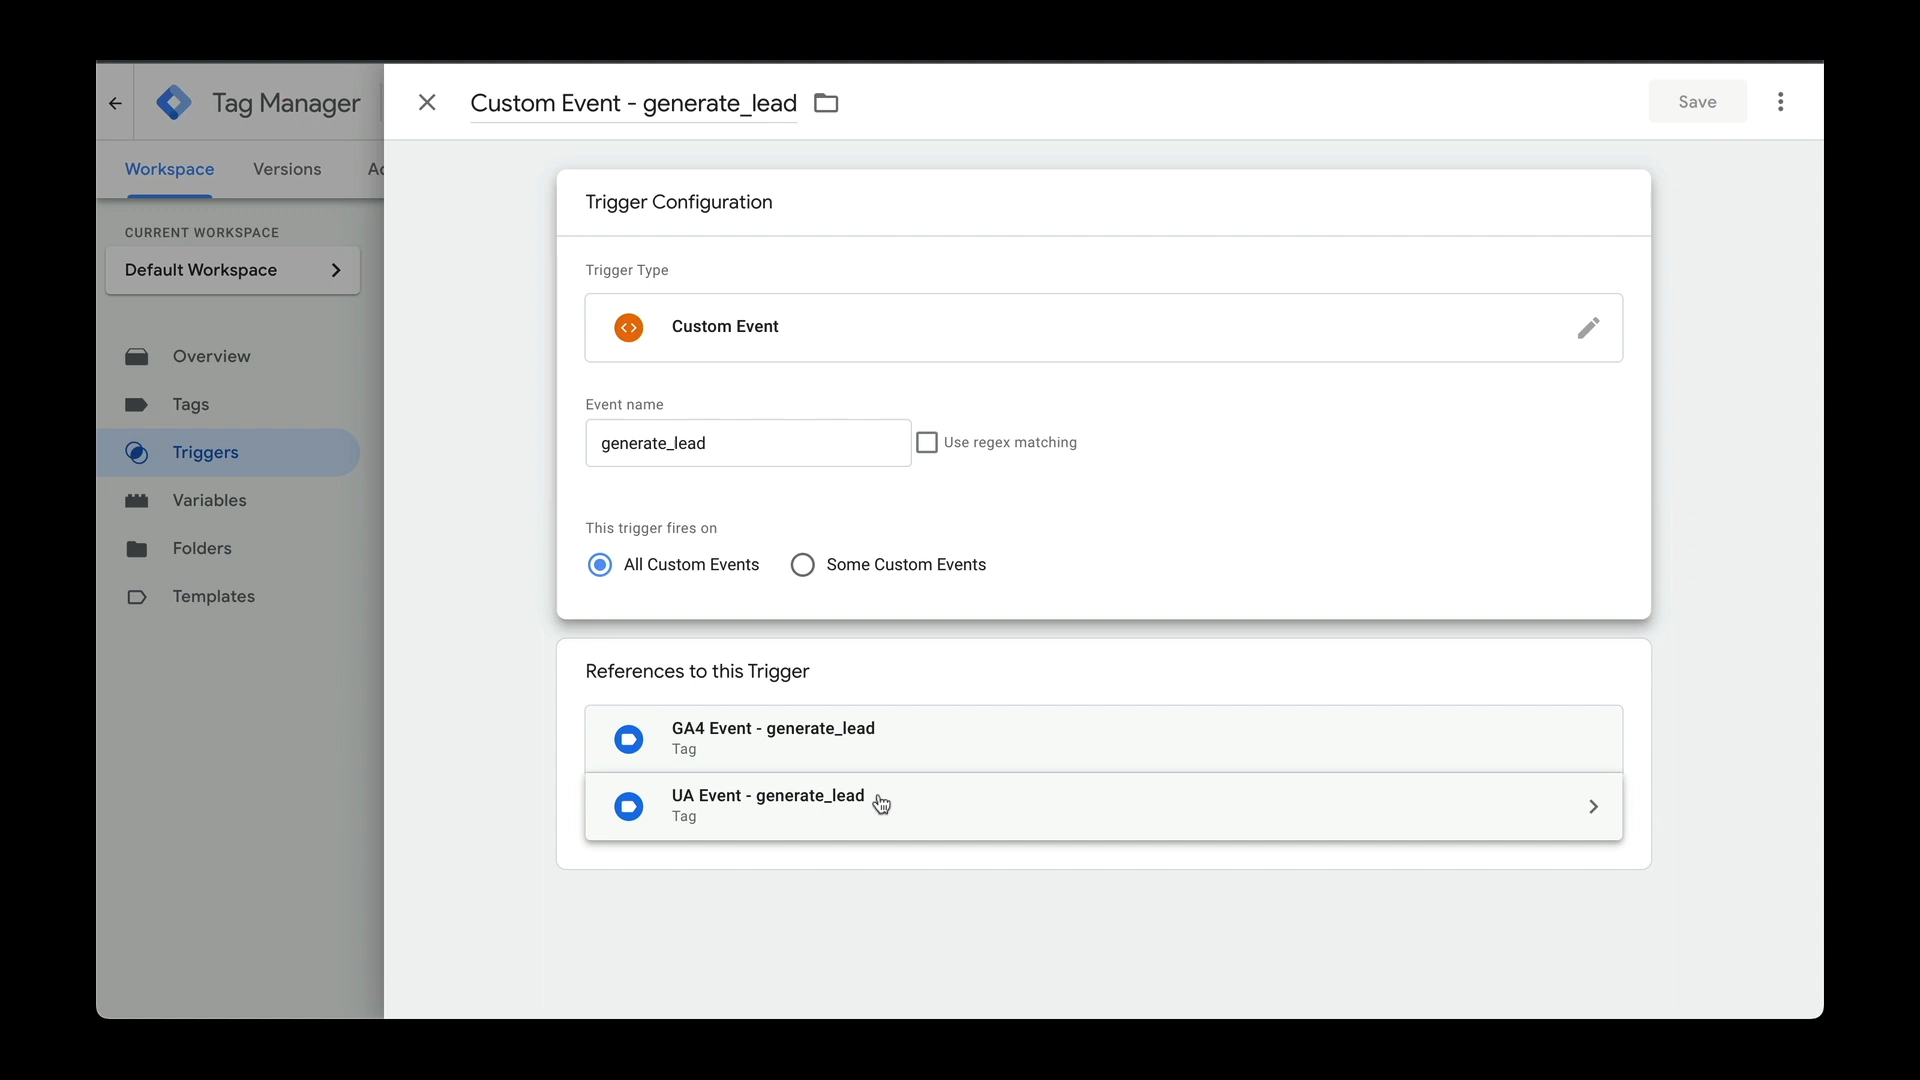 Tag Manager
Custom Event - generate_lead
Save
Workspace
Versions
CURRENT WORKSPACE
Default Workspace
Overview
Tags
Triggers
Variables
Folders
Templates
Trigger Configuration
Trigger Type
Custom Event
Event name
generate_lead
Use regex matching
This trigger fires on
All Custom Events
Some Custom Events
References to this Trigger
GA4 Event - generate_lead
Tag
UA Event - generate_lead
Tag